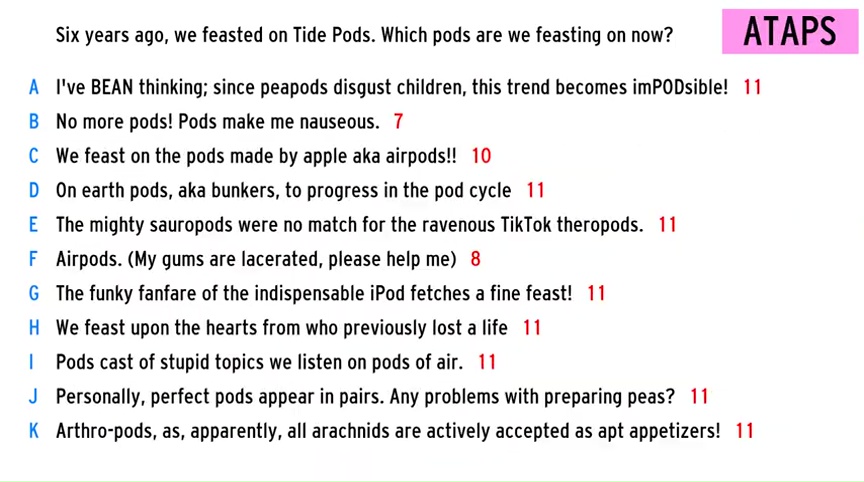 Six years ago, we feasted on Tide Pods. Which pods are we feasting on now?
ATAPS
A I've BEAN thinking; since peapods disgust children, this trend becomes imPODsible! 11
B No more pods! Pods make me nauseous. 7
C We feast on the pods made by apple aka airpods!! 10
D On earth pods, aka bunkers, to progress in the pod cycle 11
E The mighty sauropods were no match for the ravenous TikTok theropods. 11
F Airpods. (My gums are lacerated, please help me) 8
G The funky fanfare of the indispensable iPod fetches a fine feast! 11
H We feast upon the hearts from who previously lost a life 11
I Pods cast of stupid topics we listen on pods of air. 11
J Personally, perfect pods appear in pairs. Any problems with preparing peas? 11
K Arthro-pods, as, apparently, all arachnids are actively accepted as apt appetizers! 11